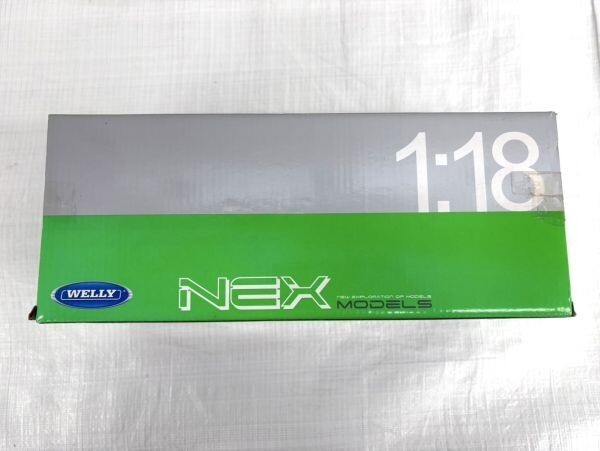 1:18
WELLY
NEX
NEW EXPLORATION OF MODELS
MODELS